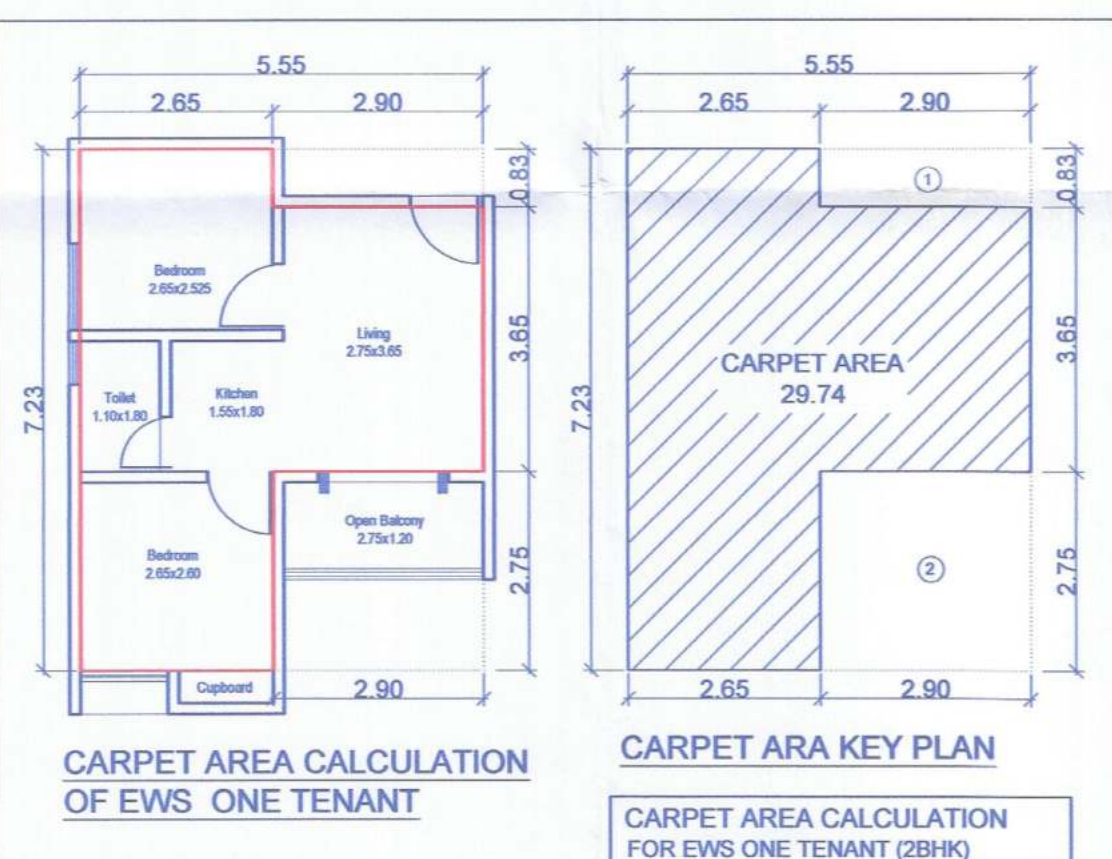 5.55
2.65
2.90
0.83
Bedroom
2.65x2.525
Living
2.75x3.65
3.65
7.23
Toilet
1.10x1.80
Kitchen
1.55x1.80
Open Balcony
2.75x1.20
Bedroom
2.65x2.60
2.75
Cupboard
2.90
CARPET AREA CALCULATION
OF EWS ONE TENANT
5.55
2.65
2.90
1
0.83
CARPET AREA
29.74
3.65
7.23
2
2.75
2.65
2.90
CARPET ARA KEY PLAN
CARPET AREA CALCULATION
FOR EWS ONE TENANT (2BHK)